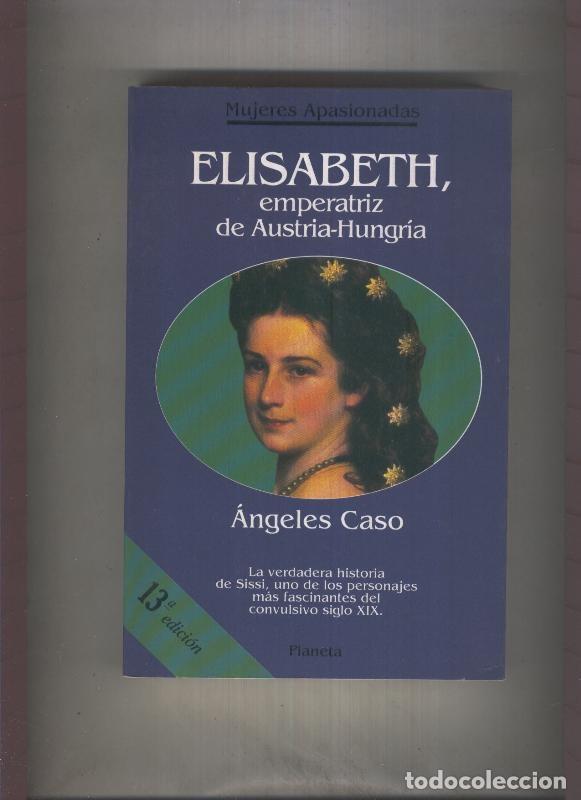 Mujeres Apasionadas
ELISABETH,
emperatriz
de Austria-Hungría
Ángeles Caso
La verdadera historia
de Sissi, uno de los personajes
más fascinantes del
convulsivo siglo XIX.
13ª
edición
Planeta
todocoleccion